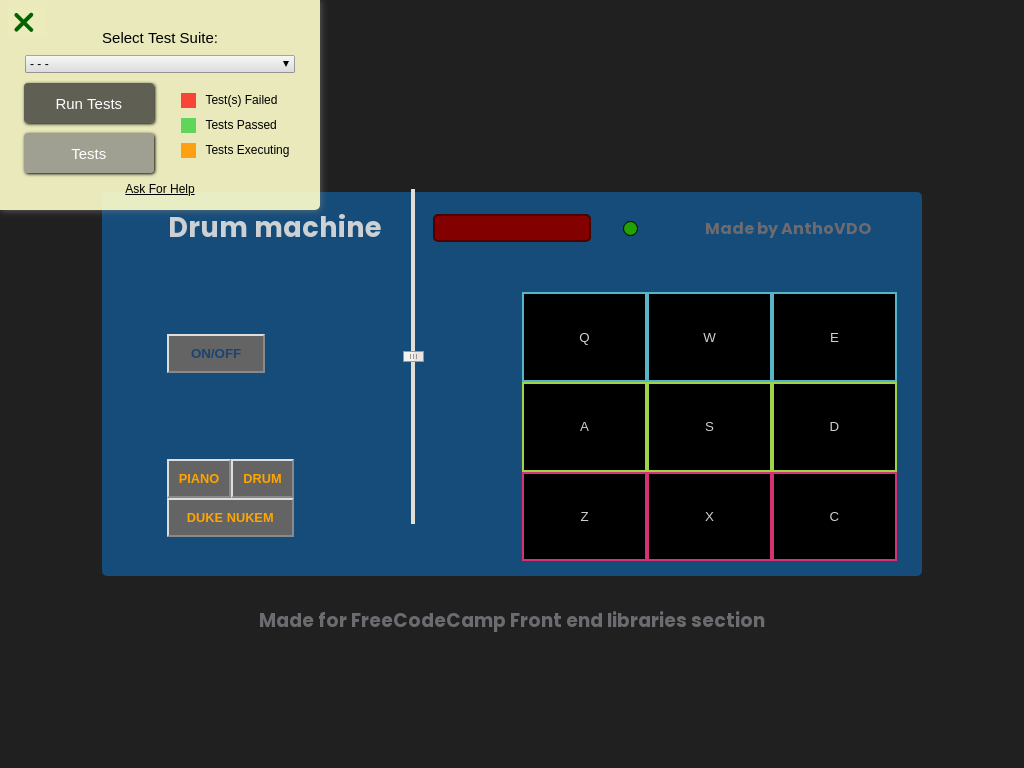 Select Test Suite:
- - -
Run Tests
Tests
Test(s) Failed
Tests Passed
Tests Executing
Ask For Help
Drum machine
Made by AnthoVDO
ON/OFF
PIANO DRUM
DUKE NUKEM
Q W E
A S D
Z X C
Made for FreeCodeCamp Front end libraries section